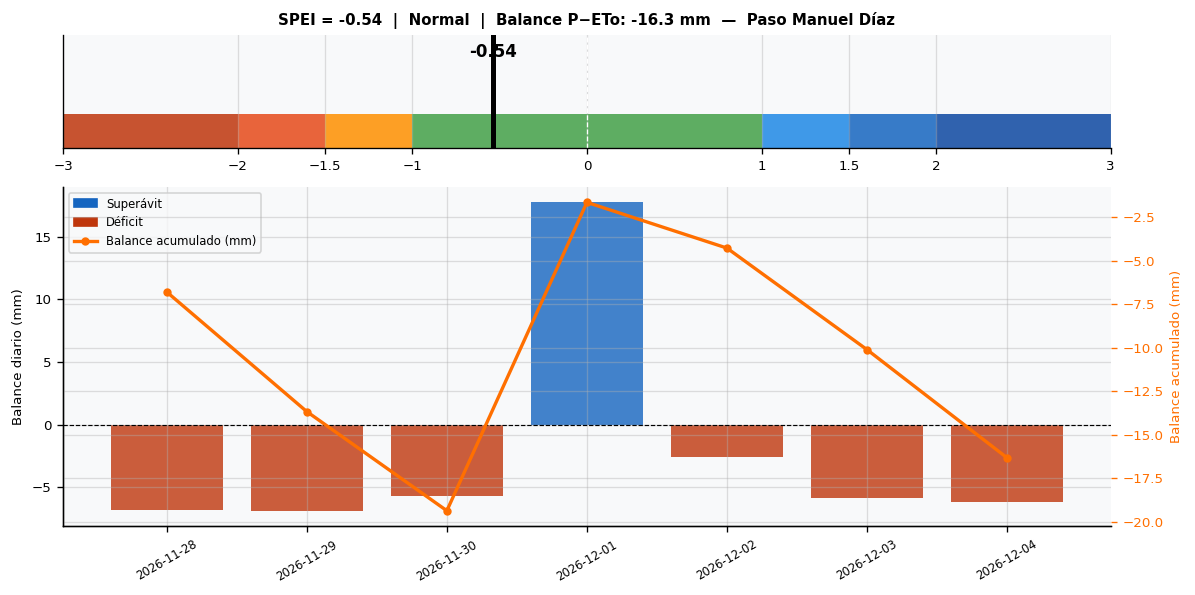 SPEI = -0.54  |  Normal  |  Balance P−ETo: -16.3 mm  —  Paso Manuel Díaz
-0.54
−3 −2 −1.5 −1 0 1 1.5 2 3
Superávit
Déficit
Balance acumulado (mm)
Balance diario (mm)
15
10
5
0
−5
−2.5
−5.0
−7.5
−10.0
−12.5
−15.0
−17.5
−20.0
Balance acumulado (mm)
2026-11-28 2026-11-29 2026-11-30 2026-12-01 2026-12-02 2026-12-03 2026-12-04